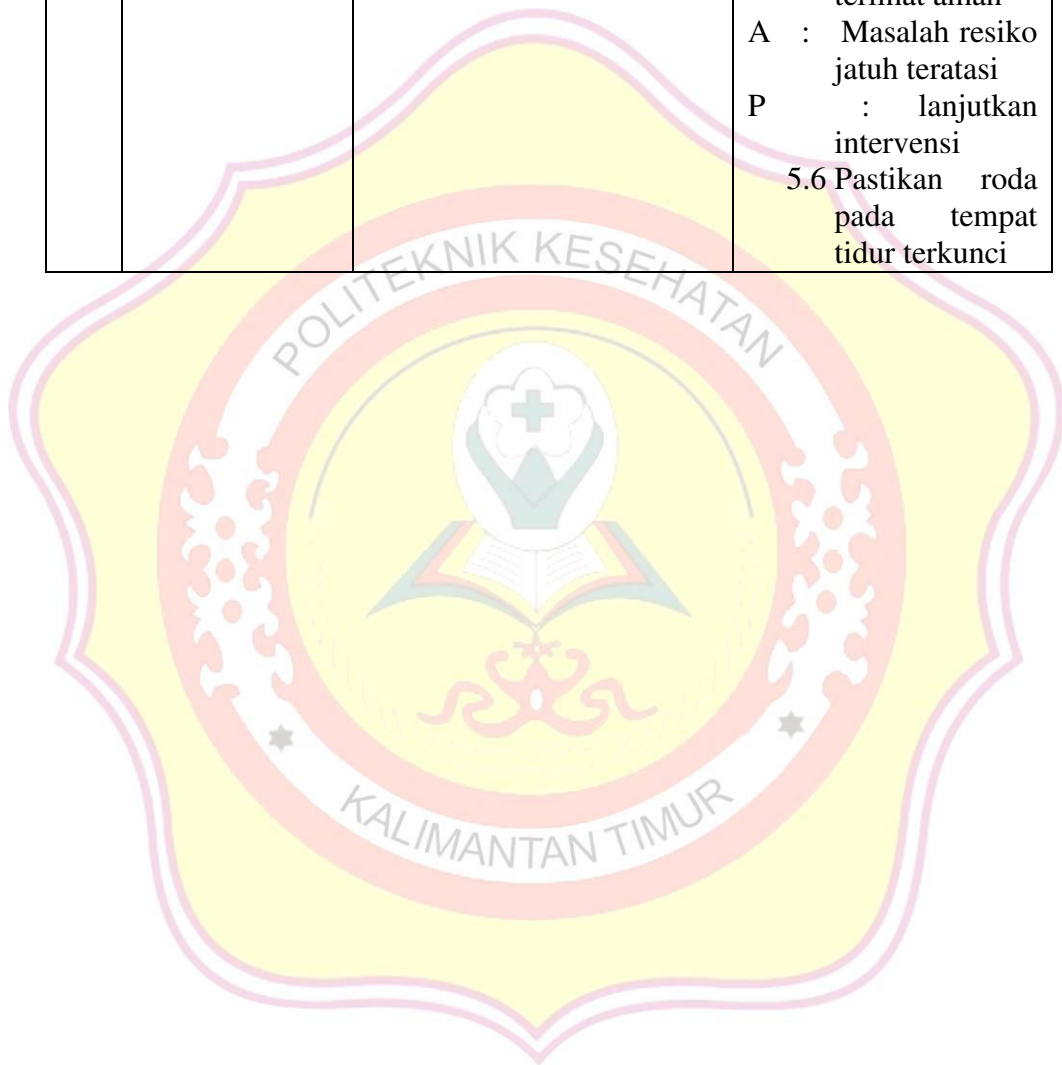 terlihat aman
A : Masalah resiko
jatuh teratasi
P : lanjutkan
intervensi
5.6 Pastikan roda
pada tempat
tidur terkunci
POLITEKNIK KESEHATAN
KALIMANTAN TIMUR